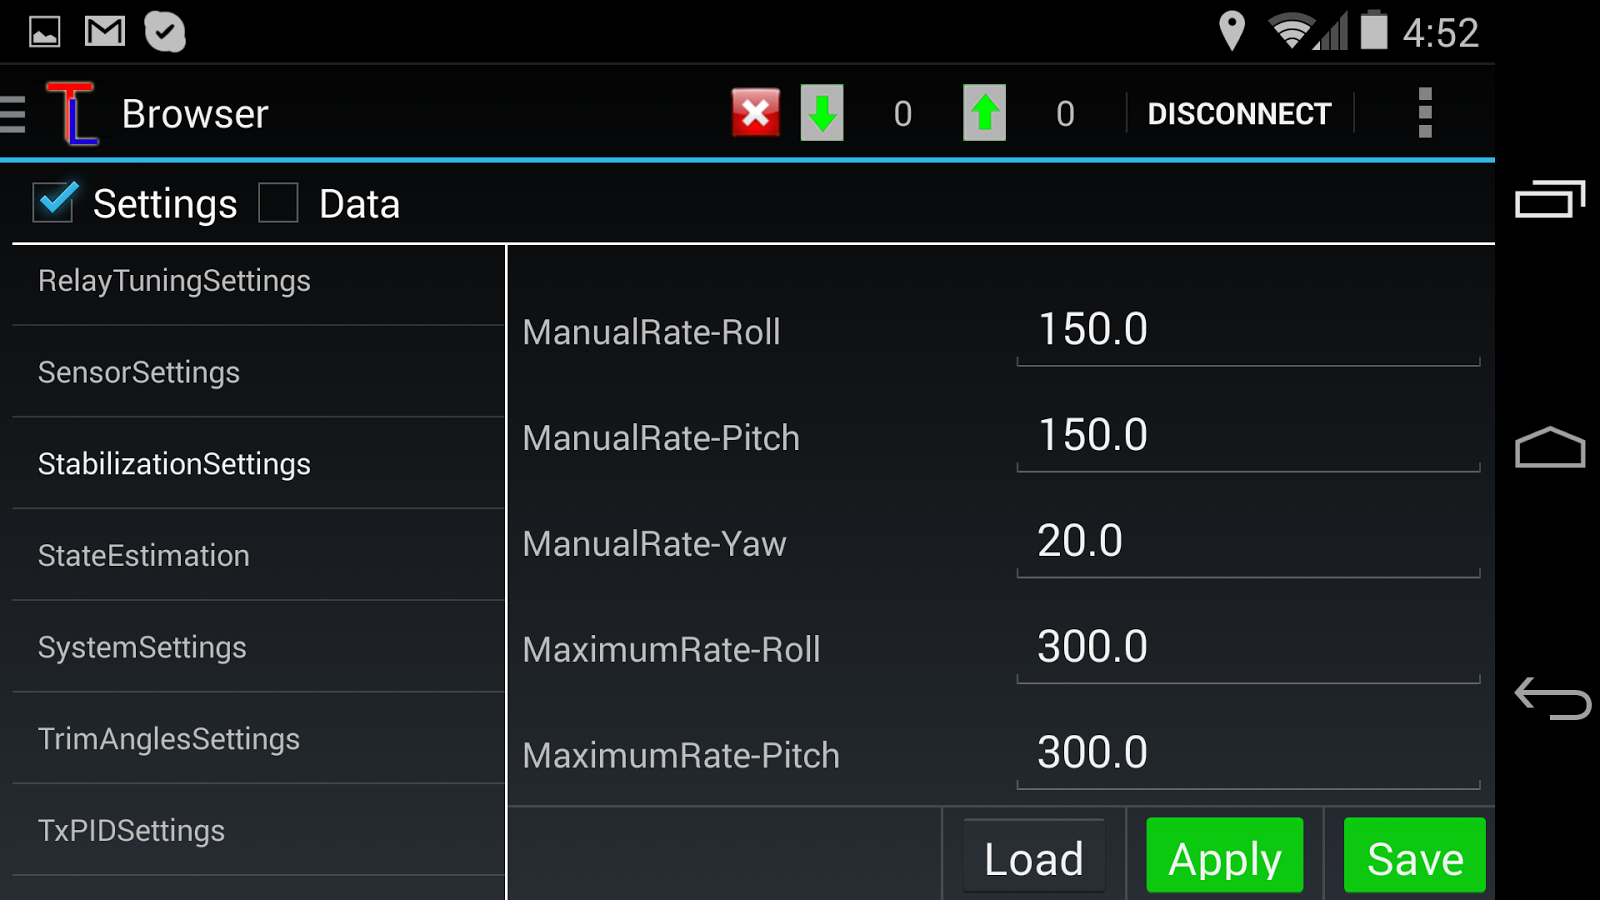 4:52
TL Browser 0 0 DISCONNECT
Settings Data
RelayTuningSettings
SensorSettings
StabilizationSettings
StateEstimation
SystemSettings
TrimAnglesSettings
TxPIDSettings
ManualRate-Roll 150.0
ManualRate-Pitch 150.0
ManualRate-Yaw 20.0
MaximumRate-Roll 300.0
MaximumRate-Pitch 300.0
Load Apply Save